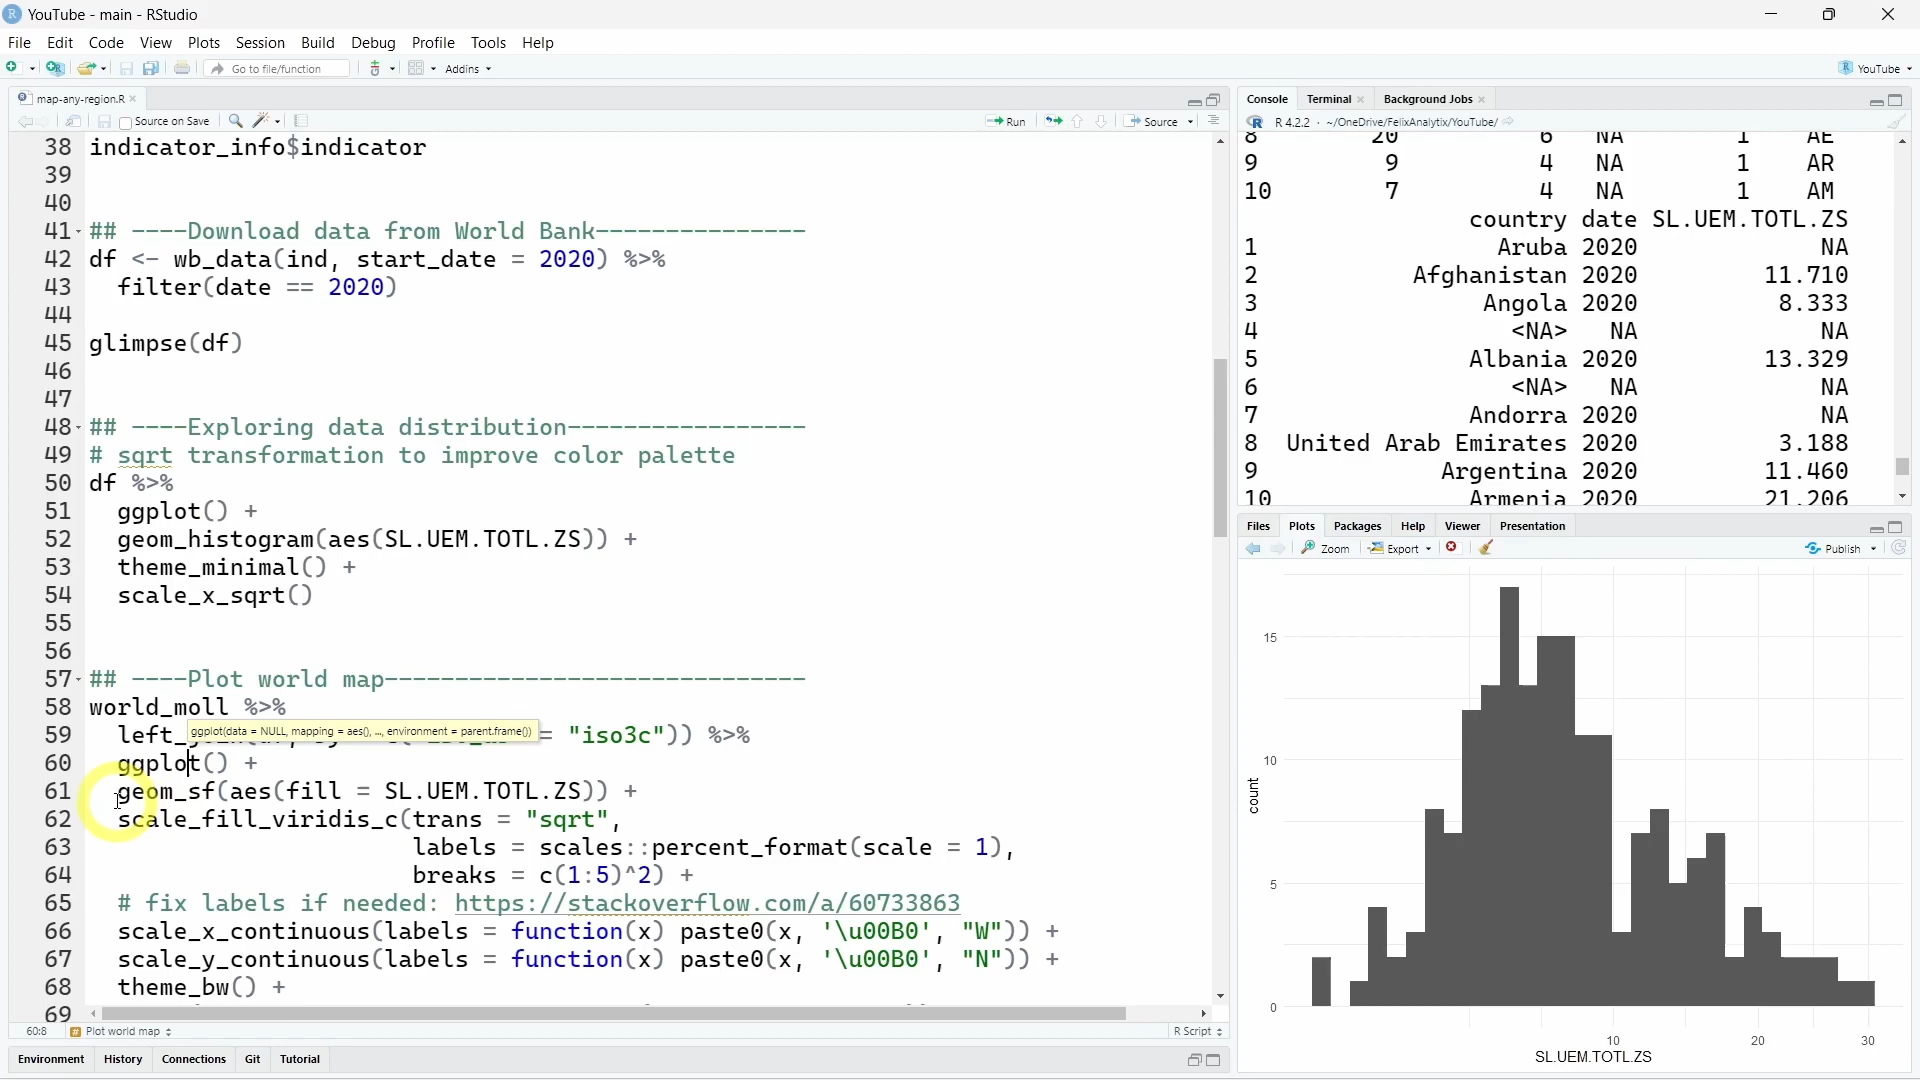 YouTube - main - RStudio
File Edit Code View Plots Session Build Debug Profile Tools Help
Go to file/function Addins YouTube
map-any-region.R
Source on Save Run Source
38 indicator_info$indicator
39
40
41 ## ----Download data from World Bank---------------
42 df <- wb_data(ind, start_date = 2020) %>%
43 filter(date == 2020)
44
45 glimpse(df)
46
47
48 ## ----Exploring data distribution-----------------
49 # sqrt transformation to improve color palette
50 df %>%
51 ggplot() +
52 geom_histogram(aes(SL.UEM.TOTL.ZS)) +
53 theme_minimal() +
54 scale_x_sqrt()
55
56
57 ## ----Plot world map------------------------------
58 world_moll %>%
ggplot(data = NULL, mapping = aes(), ..., environment = parent.frame())
59 left_ = "iso3c")) %>%
60 ggplot() +
61 geom_sf(aes(fill = SL.UEM.TOTL.ZS)) +
62 scale_fill_viridis_c(trans = "sqrt",
63 labels = scales::percent_format(scale = 1),
64 breaks = c(1:5)^2) +
65 # fix labels if needed: https://stackoverflow.com/a/60733863
66 scale_x_continuous(labels = function(x) paste0(x, '\u00B0', "W")) +
67 scale_y_continuous(labels = function(x) paste0(x, '\u00B0', "N")) +
68 theme_bw() +
69
60:8 Plot world map R Script
Environment History Connections Git Tutorial
Console Terminal Background Jobs
R 4.2.2 · ~/OneDrive/FelixAnalytix/YouTube/
8 20 6 NA 1 AE
9 9 4 NA 1 AR
10 7 4 NA 1 AM
country date SL.UEM.TOTL.ZS
1 Aruba 2020 NA
2 Afghanistan 2020 11.710
3 Angola 2020 8.333
4 <NA> NA NA
5 Albania 2020 13.329
6 <NA> NA NA
7 Andorra 2020 NA
8 United Arab Emirates 2020 3.188
9 Argentina 2020 11.460
10 Armenia 2020 21.206
Files Plots Packages Help Viewer Presentation
Zoom Export Publish
15
10
5
0
count
10 20 30
SL.UEM.TOTL.ZS